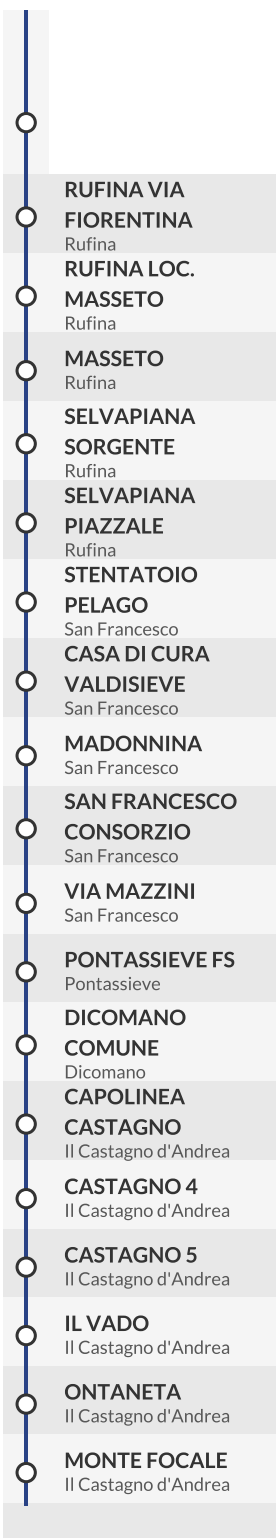 RUFINA VIA
FIORENTINA
Rufina
RUFINA LOC.
MASSETO
Rufina
MASSETO
Rufina
SELVAPIANA
SORGENTE
Rufina
SELVAPIANA
PIAZZALE
Rufina
STENTATOIO
PELAGO
San Francesco
CASA DI CURA
VALDISIEVE
San Francesco
MADONNINA
San Francesco
SAN FRANCESCO
CONSORZIO
San Francesco
VIA MAZZINI
San Francesco
PONTASSIEVE FS
Pontassieve
DICOMANO
COMUNE
Dicomano
CAPOLINEA
CASTAGNO
Il Castagno d'Andrea
CASTAGNO 4
Il Castagno d'Andrea
CASTAGNO 5
Il Castagno d'Andrea
IL VADO
Il Castagno d'Andrea
ONTANETA
Il Castagno d'Andrea
MONTE FOCALE
Il Castagno d'Andrea